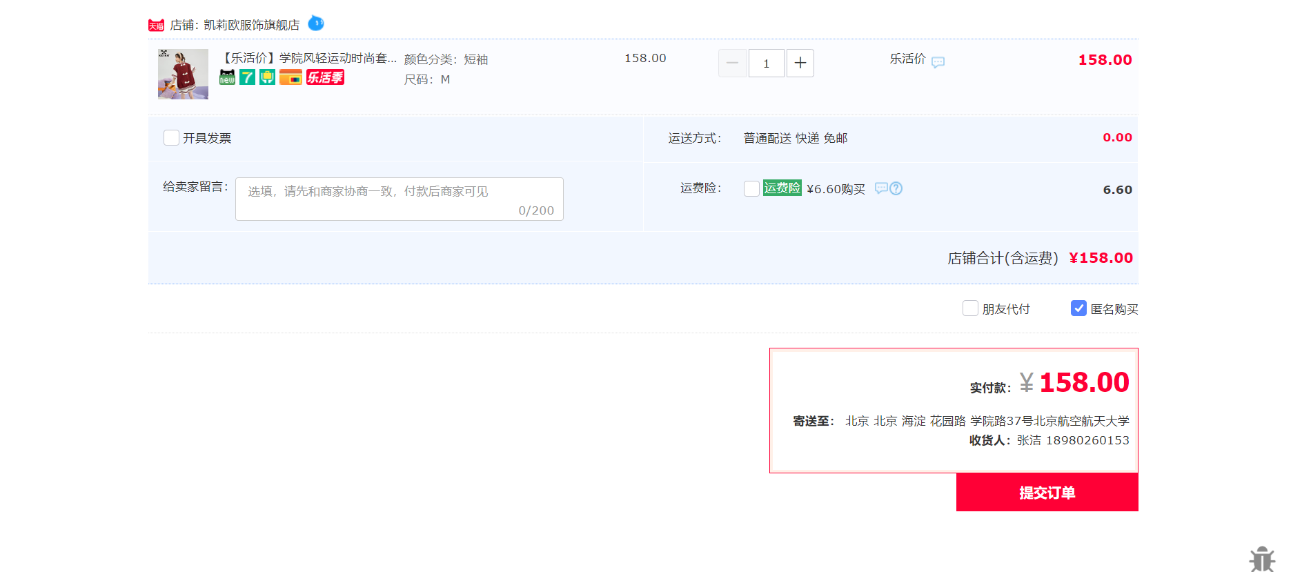 天猫 店铺：凯莉欧服饰旗舰店
【乐活价】学院风轻运动时尚套... 颜色分类：短袖 158.00 1 乐活价 158.00
7 乐活季 尺码：M
开具发票 运送方式： 普通配送 快递 免邮 0.00
给卖家留言： 选填，请先和商家协商一致，付款后商家可见 运费险： 运费险 ¥6.60购买 6.60
0/200
店铺合计(含运费) ¥158.00
朋友代付 匿名购买
实付款： ¥ 158.00
寄送至： 北京 北京 海淀 花园路 学院路37号北京航空航天大学
收货人： 张洁 18980260153
提交订单